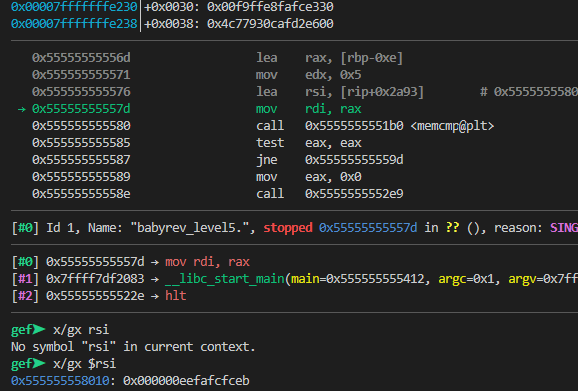 0x00007fffffffe230│+0x0030: 0x00f9ffe8fafce330
0x00007fffffffe238│+0x0038: 0x4c77930cafd2e600
0x55555555556d lea rax, [rbp-0xe]
0x555555555571 mov edx, 0x5
0x555555555576 lea rsi, [rip+0x2a93] # 0x5555555580
→ 0x55555555557d mov rdi, rax
0x555555555580 call 0x5555555551b0 <memcmp@plt>
0x555555555585 test eax, eax
0x555555555587 jne 0x55555555559d
0x555555555589 mov eax, 0x0
0x55555555558e call 0x5555555552e9
[#0] Id 1, Name: "babyrev_level5.", stopped 0x55555555557d in ?? (), reason: SING
[#0] 0x55555555557d → mov rdi, rax
[#1] 0x7ffff7df2083 → __libc_start_main(main=0x555555555412, argc=0x1, argv=0x7ff
[#2] 0x55555555522e → hlt
gef➤ x/gx rsi
No symbol "rsi" in current context.
gef➤ x/gx $rsi
0x555555558010: 0x000000eefafcfceb